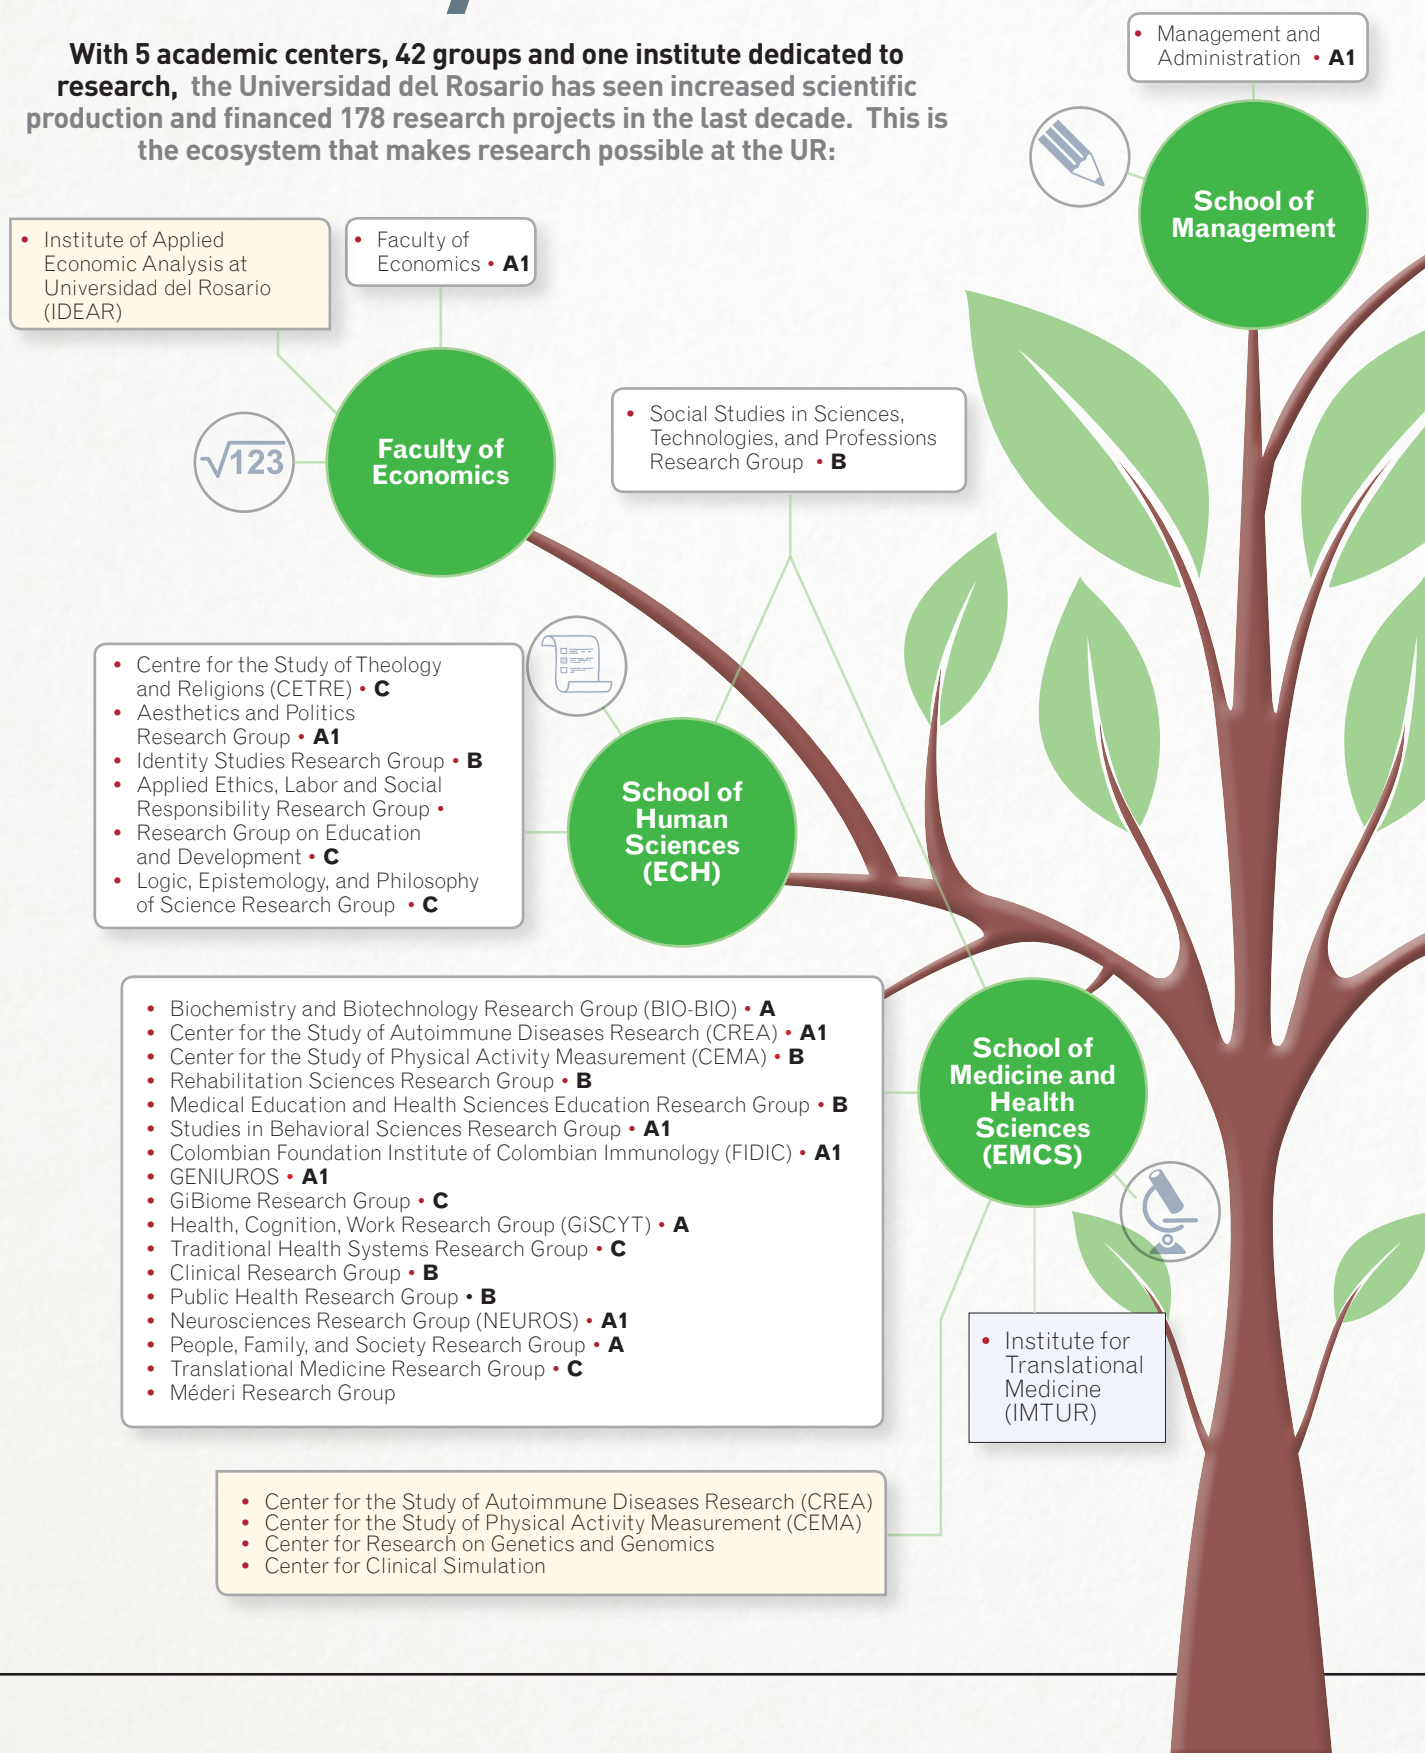 With 5 academic centers, 42 groups and one institute dedicated to
research, the Universidad del Rosario has seen increased scientific
production and financed 178 research projects in the last decade. This is
the ecosystem that makes research possible at the UR:
• Management and
Administration • A1
School of
Management
• Institute of Applied
Economic Analysis at
Universidad del Rosario
(IDEAR)
• Faculty of
Economics • A1
√123
Faculty of
Economics
• Social Studies in Sciences,
Technologies, and Professions
Research Group • B
• Centre for the Study of Theology
and Religions (CETRE) • C
• Aesthetics and Politics
Research Group • A1
• Identity Studies Research Group • B
• Applied Ethics, Labor and Social
Responsibility Research Group •
• Research Group on Education
and Development • C
• Logic, Epistemology, and Philosophy
of Science Research Group • C
School of
Human
Sciences
(ECH)
• Biochemistry and Biotechnology Research Group (BIO-BIO) • A
• Center for the Study of Autoimmune Diseases Research (CREA) • A1
• Center for the Study of Physical Activity Measurement (CEMA) • B
• Rehabilitation Sciences Research Group • B
• Medical Education and Health Sciences Education Research Group • B
• Studies in Behavioral Sciences Research Group • A1
• Colombian Foundation Institute of Colombian Immunology (FIDIC) • A1
• GENIUROS • A1
• GiBiome Research Group • C
• Health, Cognition, Work Research Group (GiSCYT) • A
• Traditional Health Systems Research Group • C
• Clinical Research Group • B
• Public Health Research Group • B
• Neurosciences Research Group (NEUROS) • A1
• People, Family, and Society Research Group • A
• Translational Medicine Research Group • C
• Méderi Research Group
School of
Medicine and
Health
Sciences
(EMCS)
• Institute for
Translational
Medicine
(IMTUR)
• Center for the Study of Autoimmune Diseases Research (CREA)
• Center for the Study of Physical Activity Measurement (CEMA)
• Center for Research on Genetics and Genomics
• Center for Clinical Simulation